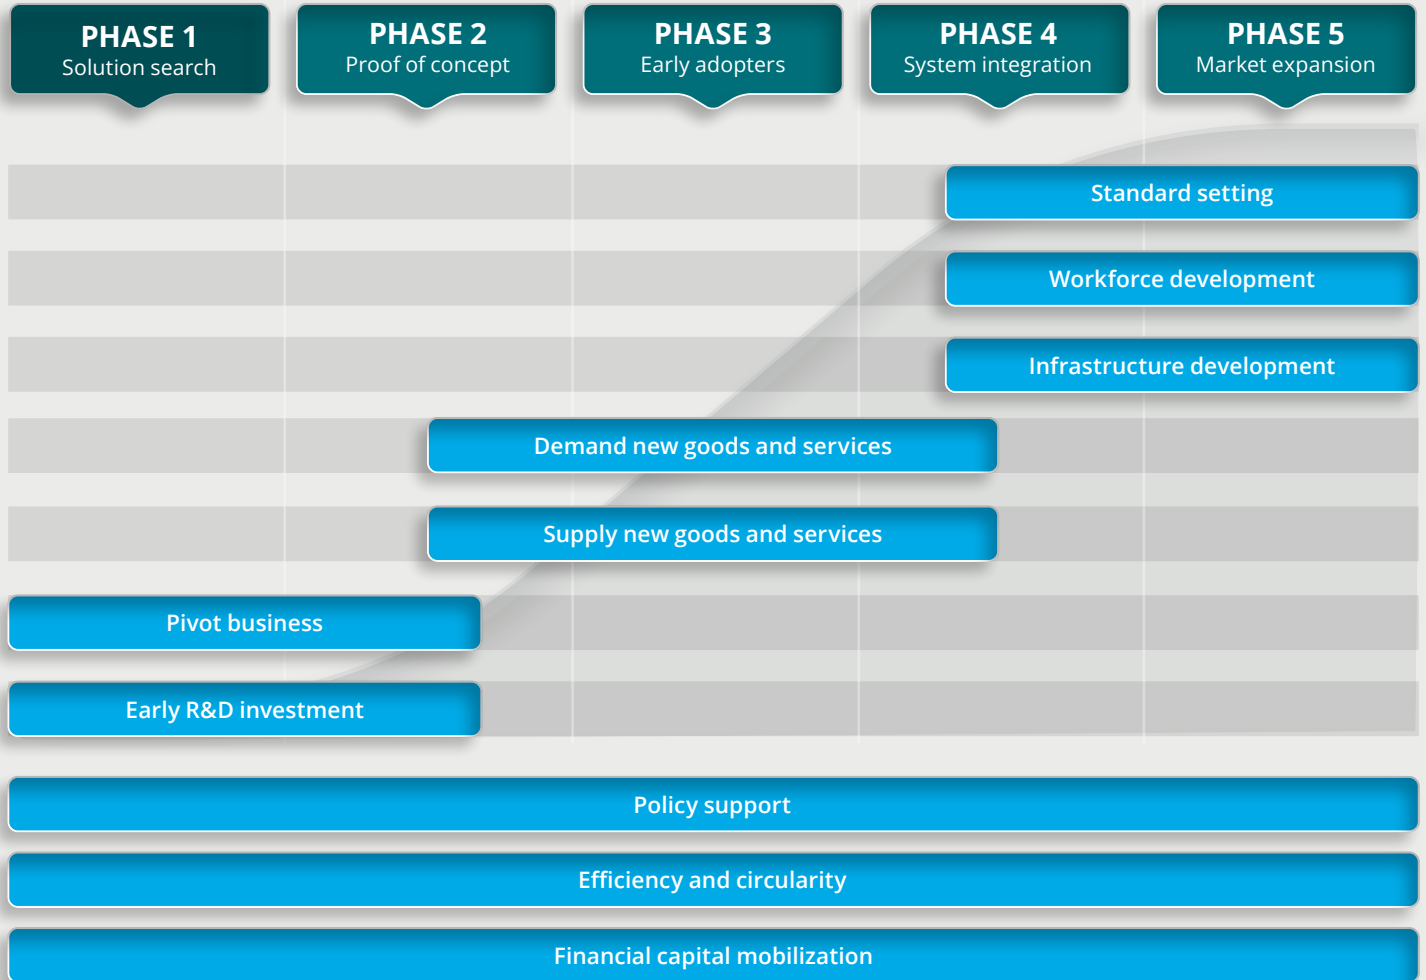 PHASE 1
Solution search
PHASE 2
Proof of concept
PHASE 3
Early adopters
PHASE 4
System integration
PHASE 5
Market expansion
Standard setting
Workforce development
Infrastructure development
Demand new goods and services
Supply new goods and services
Pivot business
Early R&D investment
Policy support
Efficiency and circularity
Financial capital mobilization